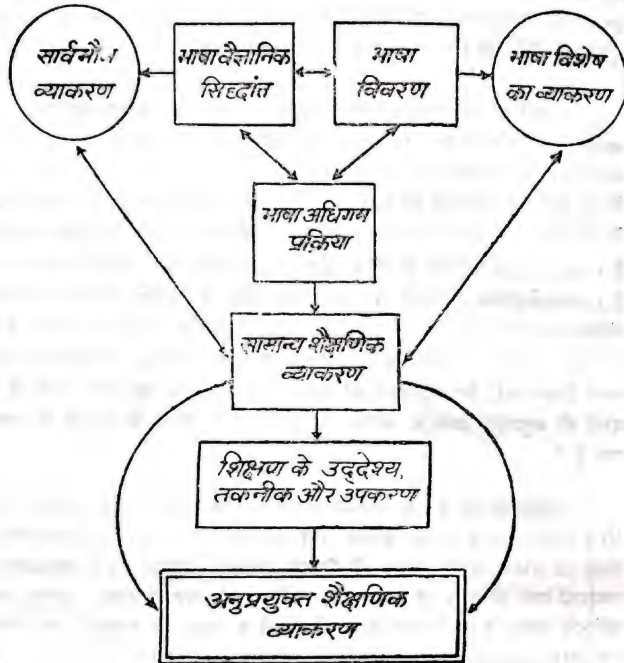 सार्वभौम
व्याकरण
भाषा वैज्ञानिक
सिद्धांत
भाषा
विवरण
भाषा विशेष
का व्याकरण
भाषा अधिगम
प्रक्रिया
सामान्य शैक्षणिक
व्याकरण
शिक्षण के उद्देश्य,
तकनीक और उपकरण
अनुप्रयुक्त शैक्षणिक
व्याकरण